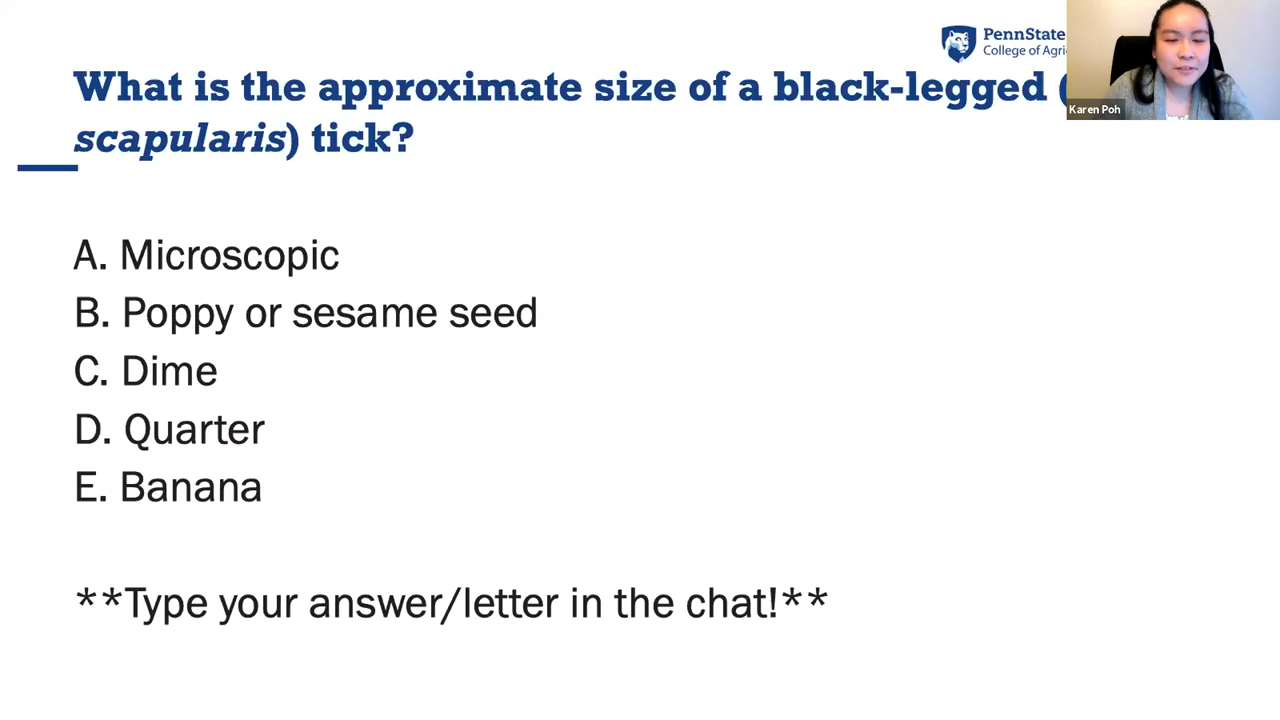 PennState
College of
What is the approximate size of a black-legged (
scapularis) tick?
Karen Poh
A. Microscopic
B. Poppy or sesame seed
C. Dime
D. Quarter
E. Banana
**Type your answer/letter in the chat!**